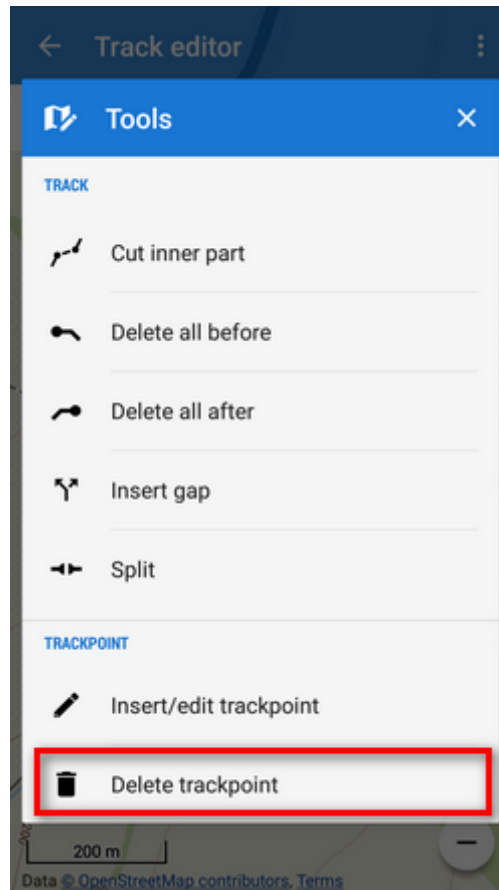 Track editor
Tools
TRACK
Cut inner part
Delete all before
Delete all after
Insert gap
Split
TRACKPOINT
Insert/edit trackpoint
Delete trackpoint
200
200 m
Data © OpenStreetMap contributors, Terms